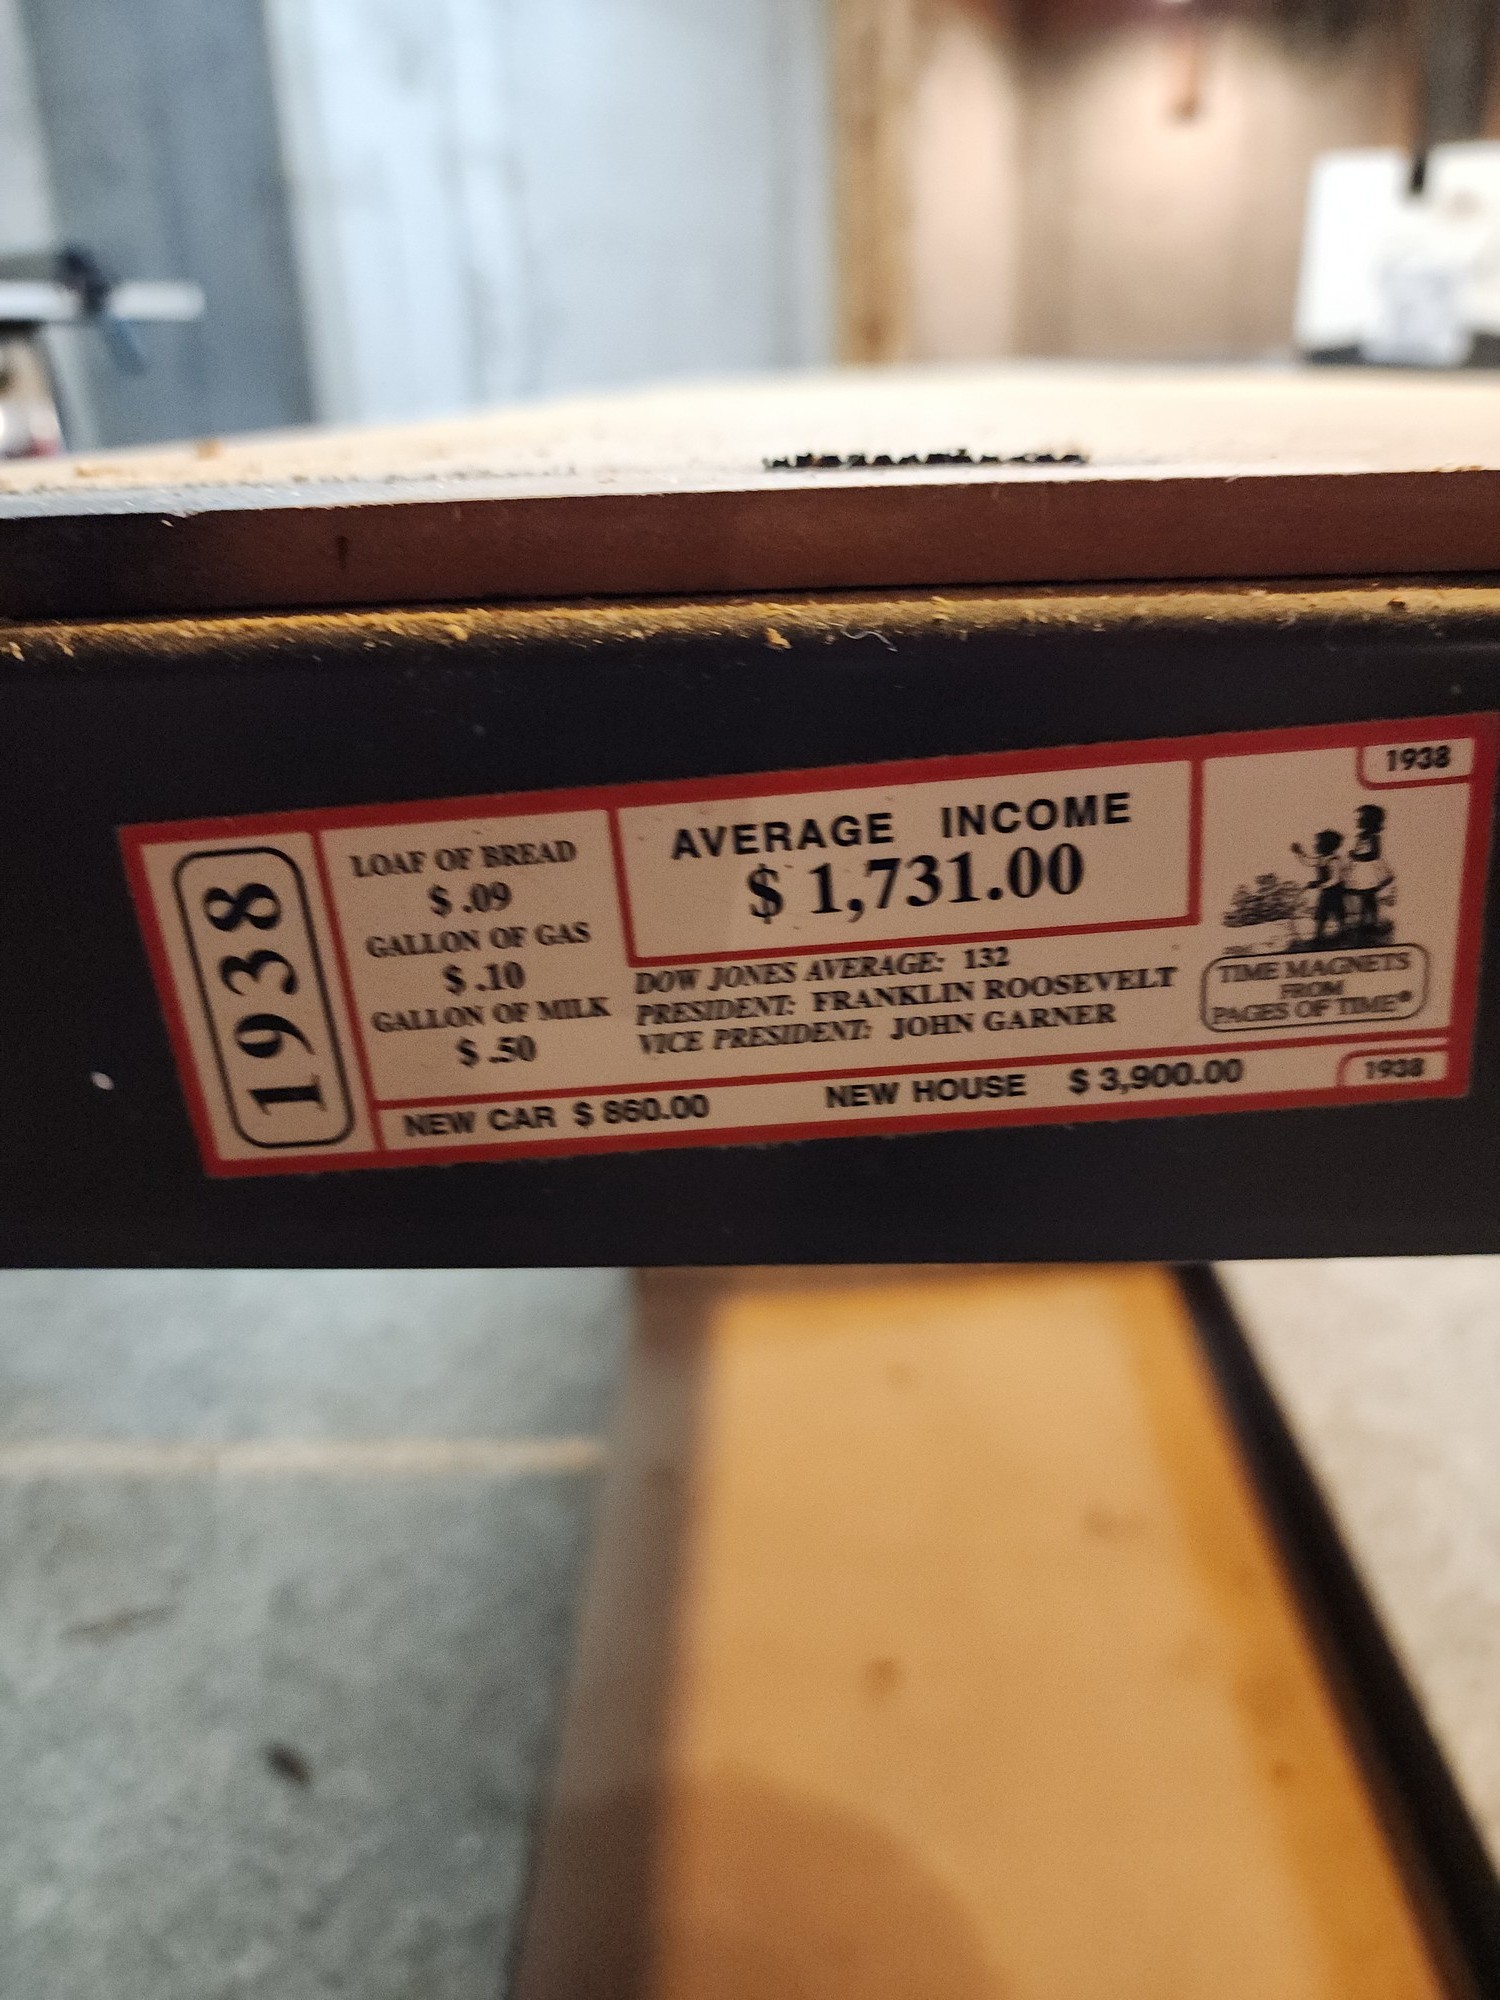 1938
LOAF OF BREAD
$ .09
GALLON OF GAS
$ .10
GALLON OF MILK
$ .50
AVERAGE INCOME
$ 1,731.00
DOW JONES AVERAGE: 132
PRESIDENT: FRANKLIN ROOSEVELT
VICE PRESIDENT: JOHN GARNER
1938
TIME MAGNETS
FROM
PAGES OF TIME®
NEW CAR $ 860.00 NEW HOUSE $ 3,900.00
1938